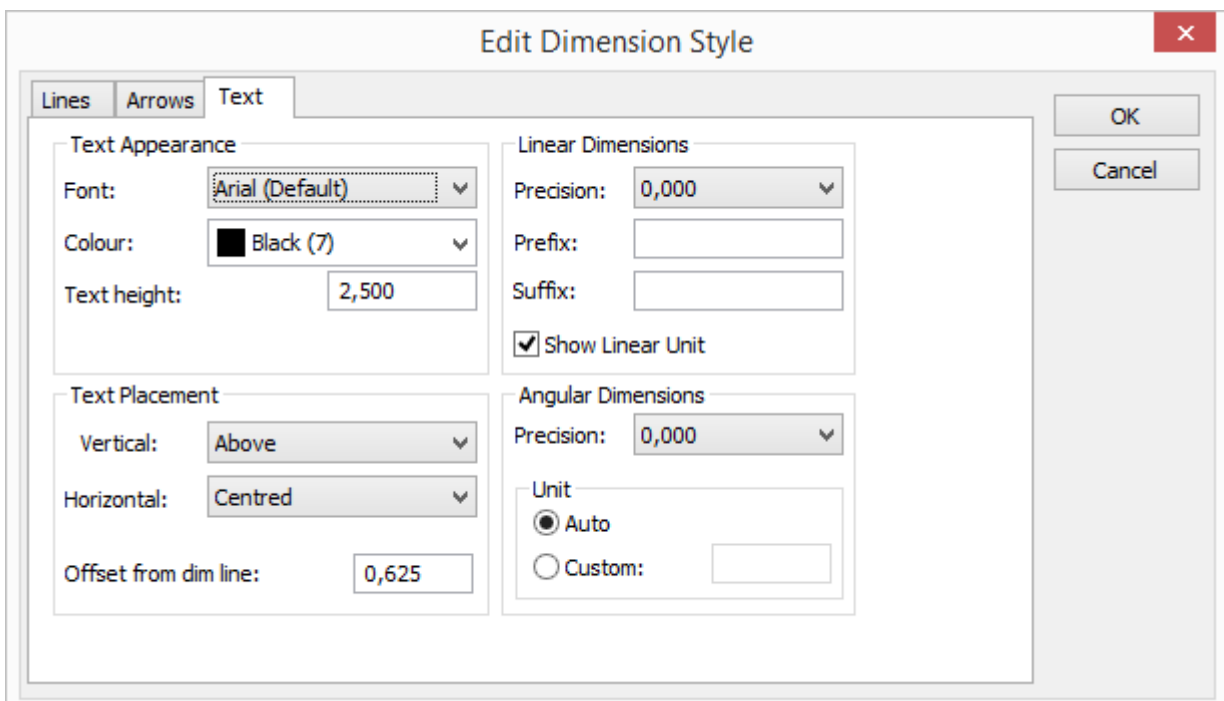 Edit Dimension Style
Lines Arrows Text
OK
Cancel
Text Appearance
Font: Arial (Default)
Colour: Black (7)
Text height: 2,500
Linear Dimensions
Precision: 0,000
Prefix:
Suffix:
Show Linear Unit
Text Placement
Vertical: Above
Horizontal: Centred
Offset from dim line: 0,625
Angular Dimensions
Precision: 0,000
Unit
Auto
Custom: